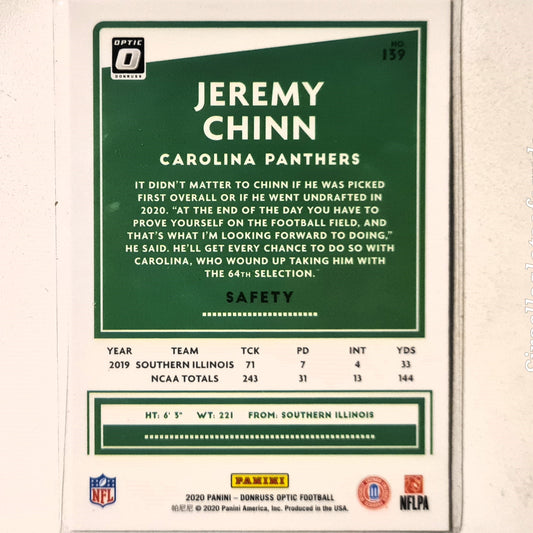 OPTIC
DONRUSS
NO.
159
JEREMY
CHINN
CAROLINA PANTHERS
IT DIDN'T MATTER TO CHINN IF HE WAS PICKED
FIRST OVERALL OR IF HE WENT UNDRAFTED IN
2020. "AT THE END OF THE DAY YOU HAVE TO
PROVE YOURSELF ON THE FOOTBALL FIELD, AND
THAT'S WHAT I'M LOOKING FORWARD TO DOING,"
HE SAID. HE'LL GET EVERY CHANCE TO DO SO WITH
CAROLINA, WHO WOUND UP TAKING HIM WITH
THE 64TH SELECTION.
SAFETY
YEAR TEAM TCK PD INT YDS
2019 SOUTHERN ILLINOIS 71 7 4 33
NCAA TOTALS 243 31 13 144
HT: 6' 3" WT: 221 FROM: SOUTHERN ILLINOIS
NFL
PANINI
NFLPA
2020 PANINI – DONRUSS OPTIC FOOTBALL
帕尼尼 © 2020 Panini America, Inc. Produced in the USA.